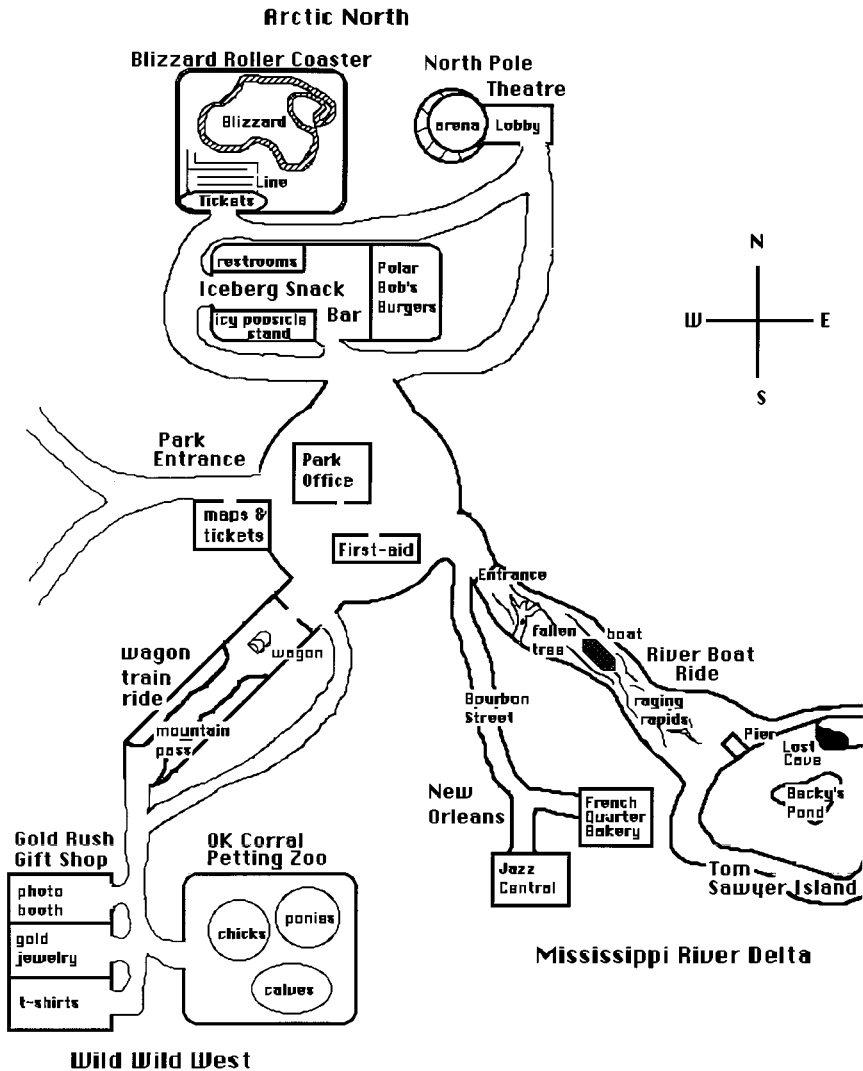 Arctic North
Blizzard Roller Coaster
North Pole
Theatre
Blizzard
arena
Lobby
Line
Tickets
restrooms
Polar
Bob's
Burgers
Iceberg Snack
Bar
icy popsicle
stand
N
W
E
S
Park
Entrance
Park
Office
maps &
tickets
First-aid
Entrance
fallen
tree
boat
River Boat
Ride
wagon
train
ride
wagon
mountain
pass
Bourbon
Street
raging
rapids
Pier
Lost
Cave
Becky's
Pond
New
Orleans
French
Quarter
Bakery
Jazz
Central
Tom
Sawyer Island
Gold Rush
Gift Shop
OK Corral
Petting Zoo
photo
booth
gold
jewelry
t-shirts
chicks
ponies
calves
Mississippi River Delta
Wild Wild West